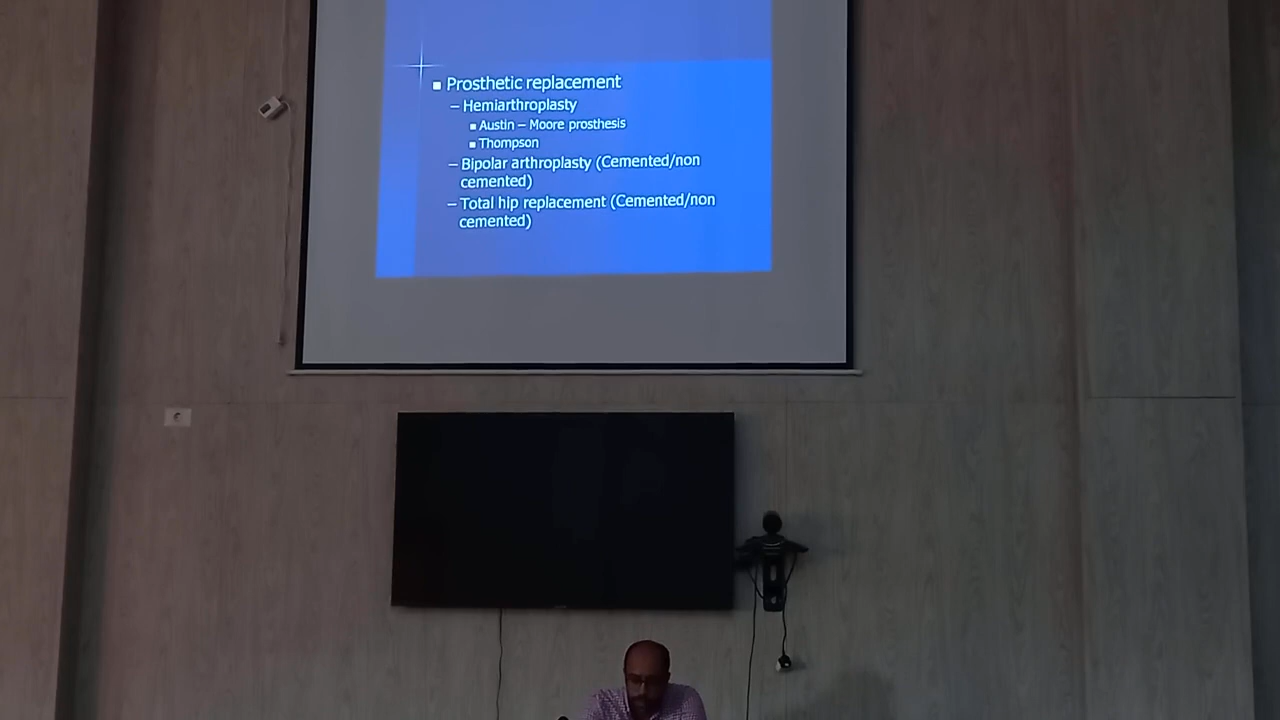 Prosthetic replacement
– Hemiarthroplasty
Austin – Moore prosthesis
Thompson
– Bipolar arthroplasty (Cemented/non
cemented)
– Total hip replacement (Cemented/non
cemented)